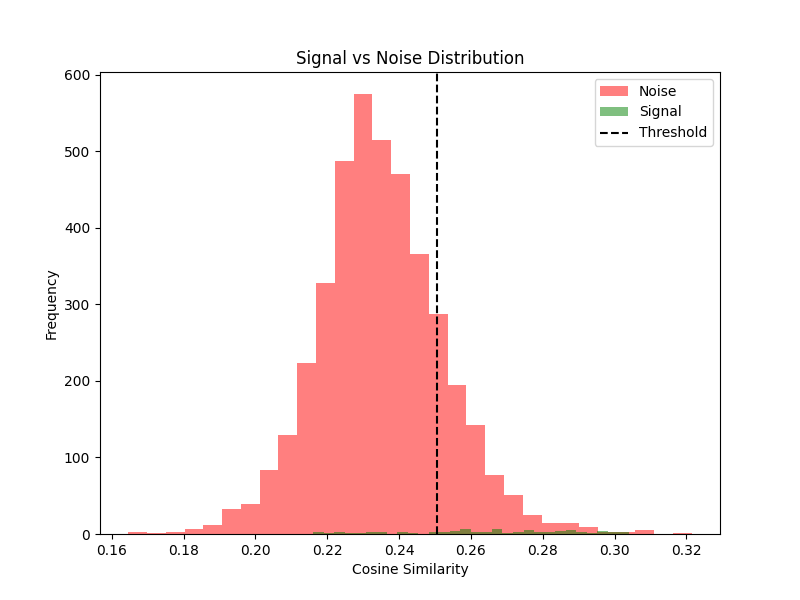 Signal vs Noise Distribution
600
500
400
300
200
100
0
Frequency
Noise
Signal
Threshold
0.16 0.18 0.20 0.22 0.24 0.26 0.28 0.30 0.32
Cosine Similarity